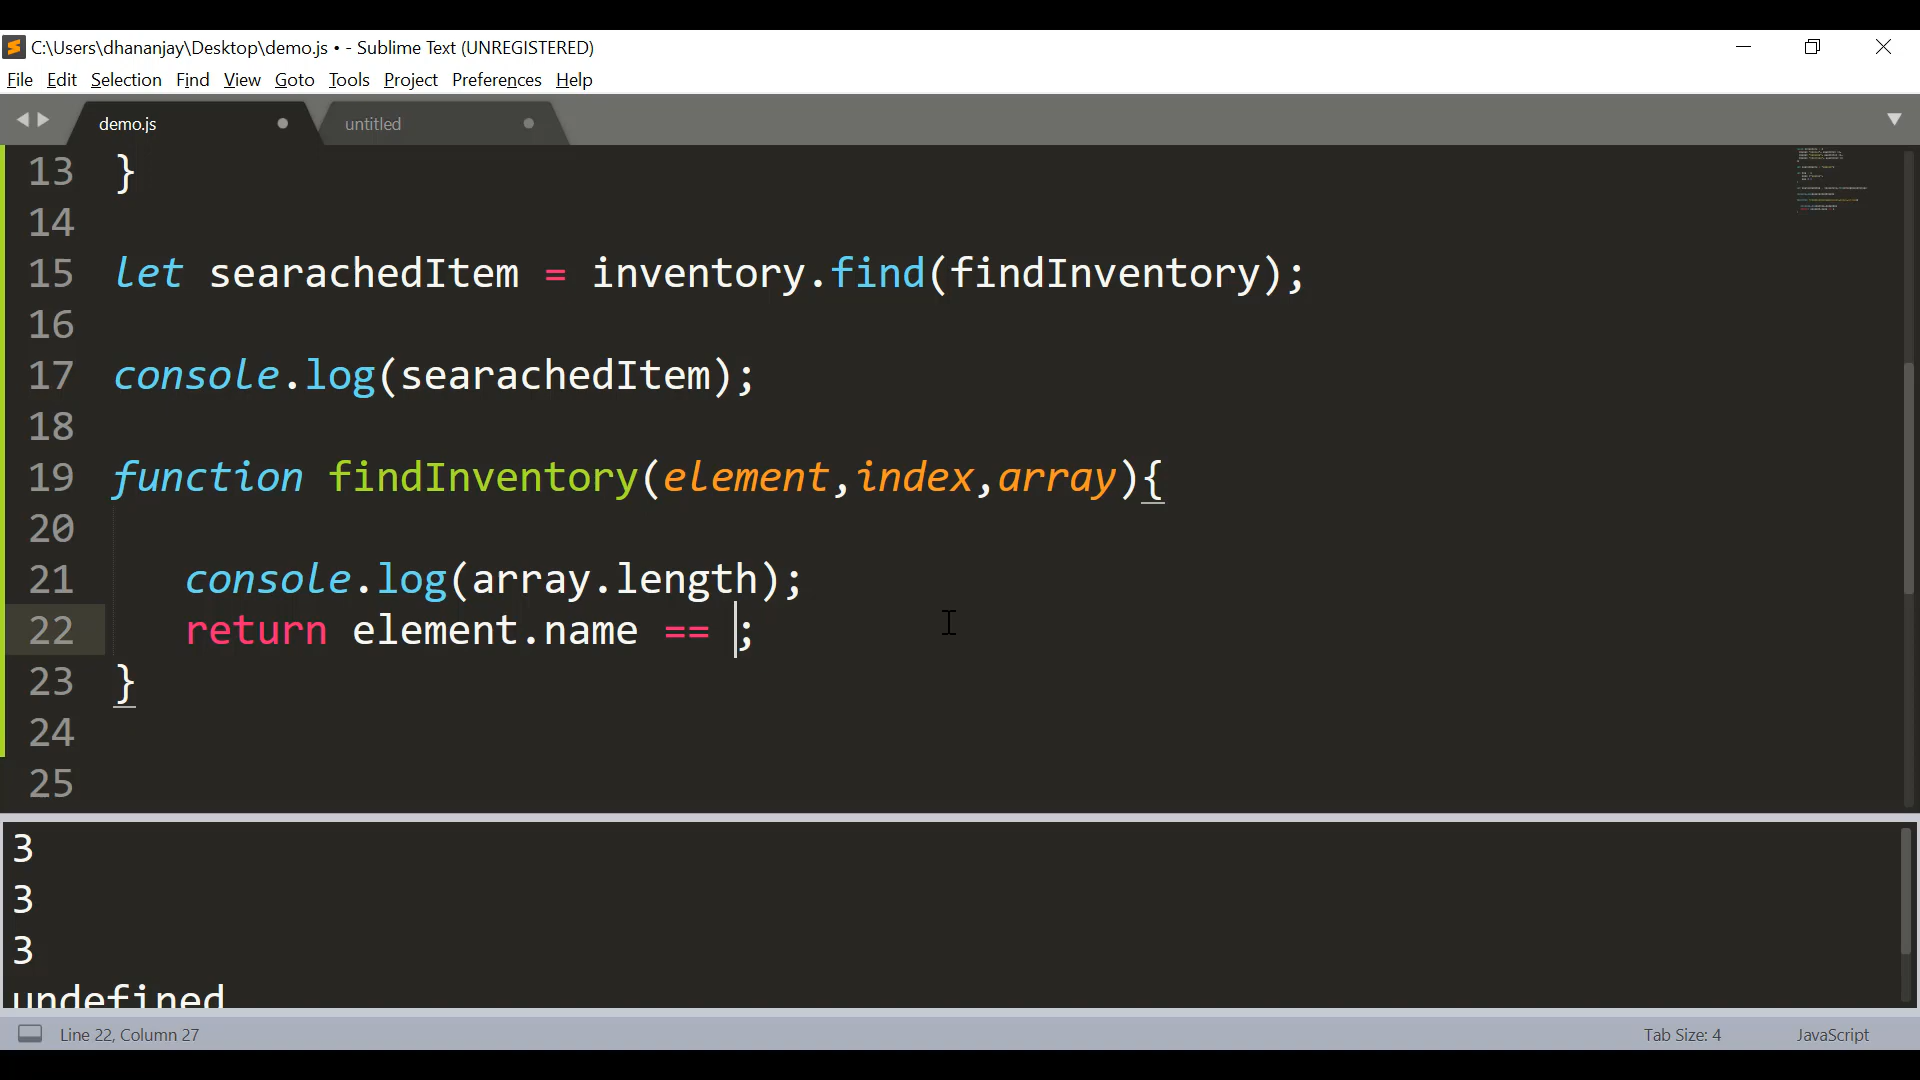 C:\Users\dhananjay\Desktop\demo.js • - Sublime Text (UNREGISTERED)
File Edit Selection Find View Goto Tools Project Preferences Help
demo.js untitled
13 }
14
15 let searachedItem = inventory.find(findInventory);
16
17 console.log(searachedItem);
18
19 function findInventory(element,index,array){
20
21 console.log(array.length);
22 return element.name == ;
23 }
24
25
3
3
3
undefined
Line 22, Column 27 Tab Size: 4 JavaScript